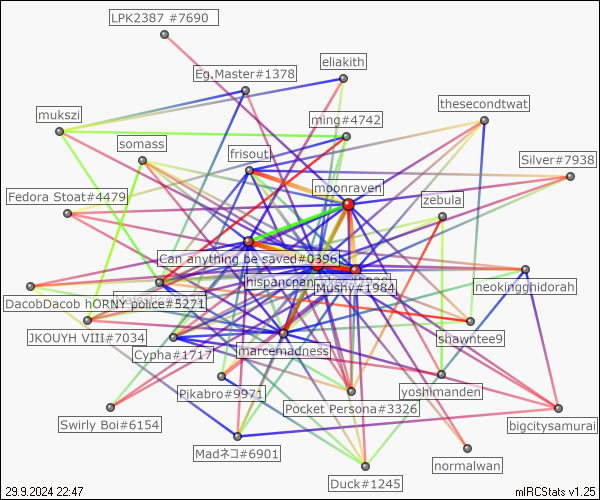 LPK2387 #7690
eliakith
Eg.Master#1378
mukszi
ming#4742
thesecondtwat
somass
frisout
Silver#7938
moonraven
Fedora Stoat#4479
zebula
Can anything be saved#0396
hispancpan
Mushy#1984
neokingghidorah
DacobDacob hORNY police#5271
JKOUYH VIII#7034
shawntee9
Cypha#1717
marcemadness
Pikabro#9971
yoshimanden
Pocket Persona#3326
Swirly Boi#6154
bigcitysamurai
Madネコ#6901
normalwan
Duck#1245
29.9.2024 22:47
mIRCStats v1.25